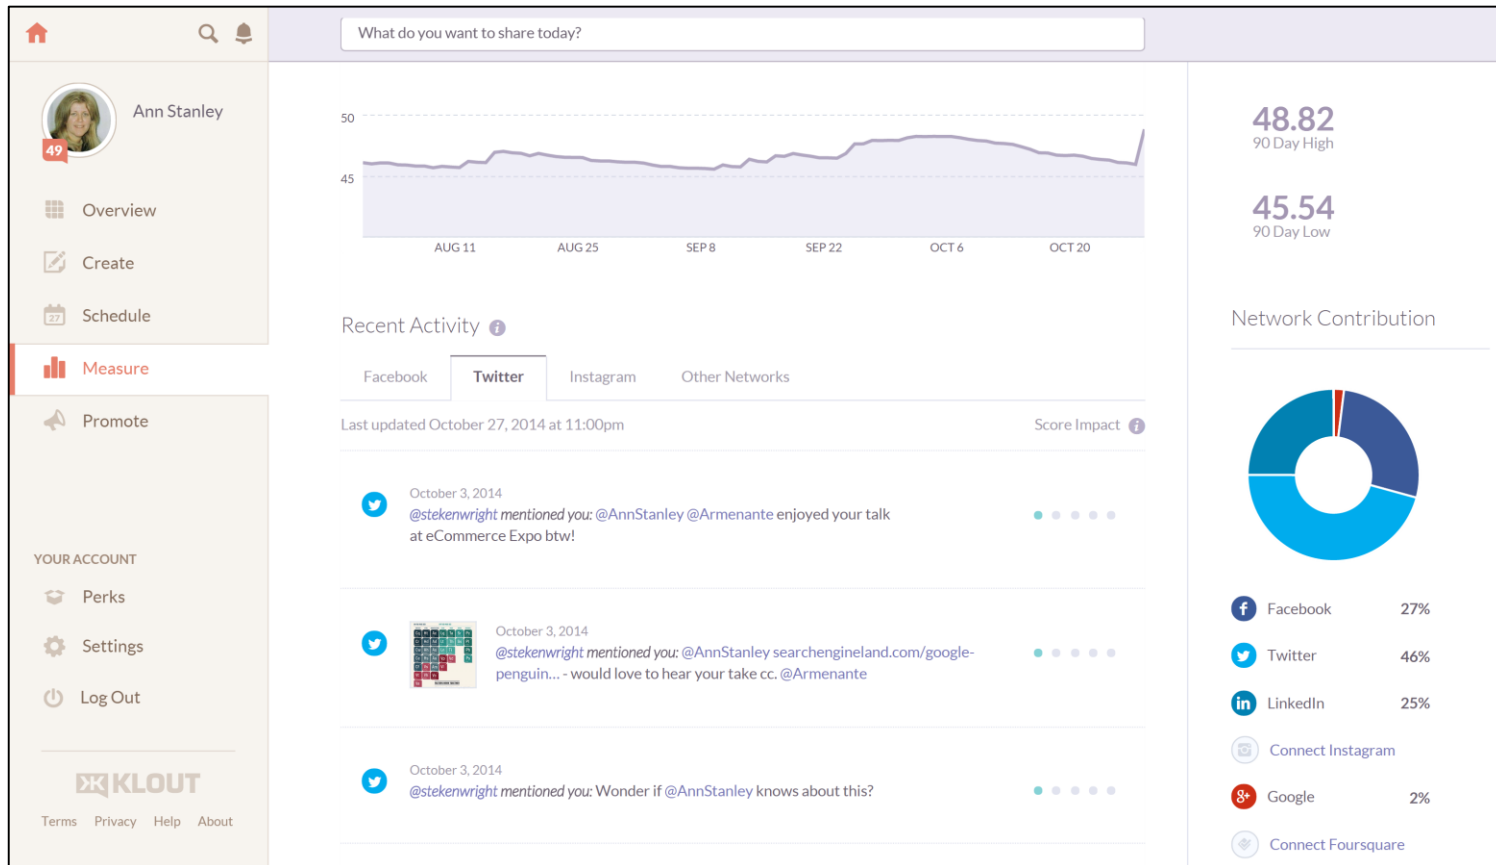 What do you want to share today?
Ann Stanley
49
Overview
Create
27
Schedule
Measure
Promote
YOUR ACCOUNT
Perks
Settings
Log Out
KLOUT
Terms Privacy Help About
50
45
AUG 11 AUG 25 SEP 8 SEP 22 OCT 6 OCT 20
Recent Activity i
Facebook Twitter Instagram Other Networks
Last updated October 27, 2014 at 11:00pm Score Impact i
October 3, 2014
@stekenwright mentioned you: @AnnStanley @Armenante enjoyed your talk
at eCommerce Expo btw!
October 3, 2014
@stekenwright mentioned you: @AnnStanley searchengineland.com/google-
penguin... - would love to hear your take cc. @Armenante
October 3, 2014
@stekenwright mentioned you: Wonder if @AnnStanley knows about this?
48.82
90 Day High
45.54
90 Day Low
Network Contribution
f Facebook 27%
Twitter 46%
in LinkedIn 25%
Connect Instagram
8+ Google 2%
Connect Foursquare